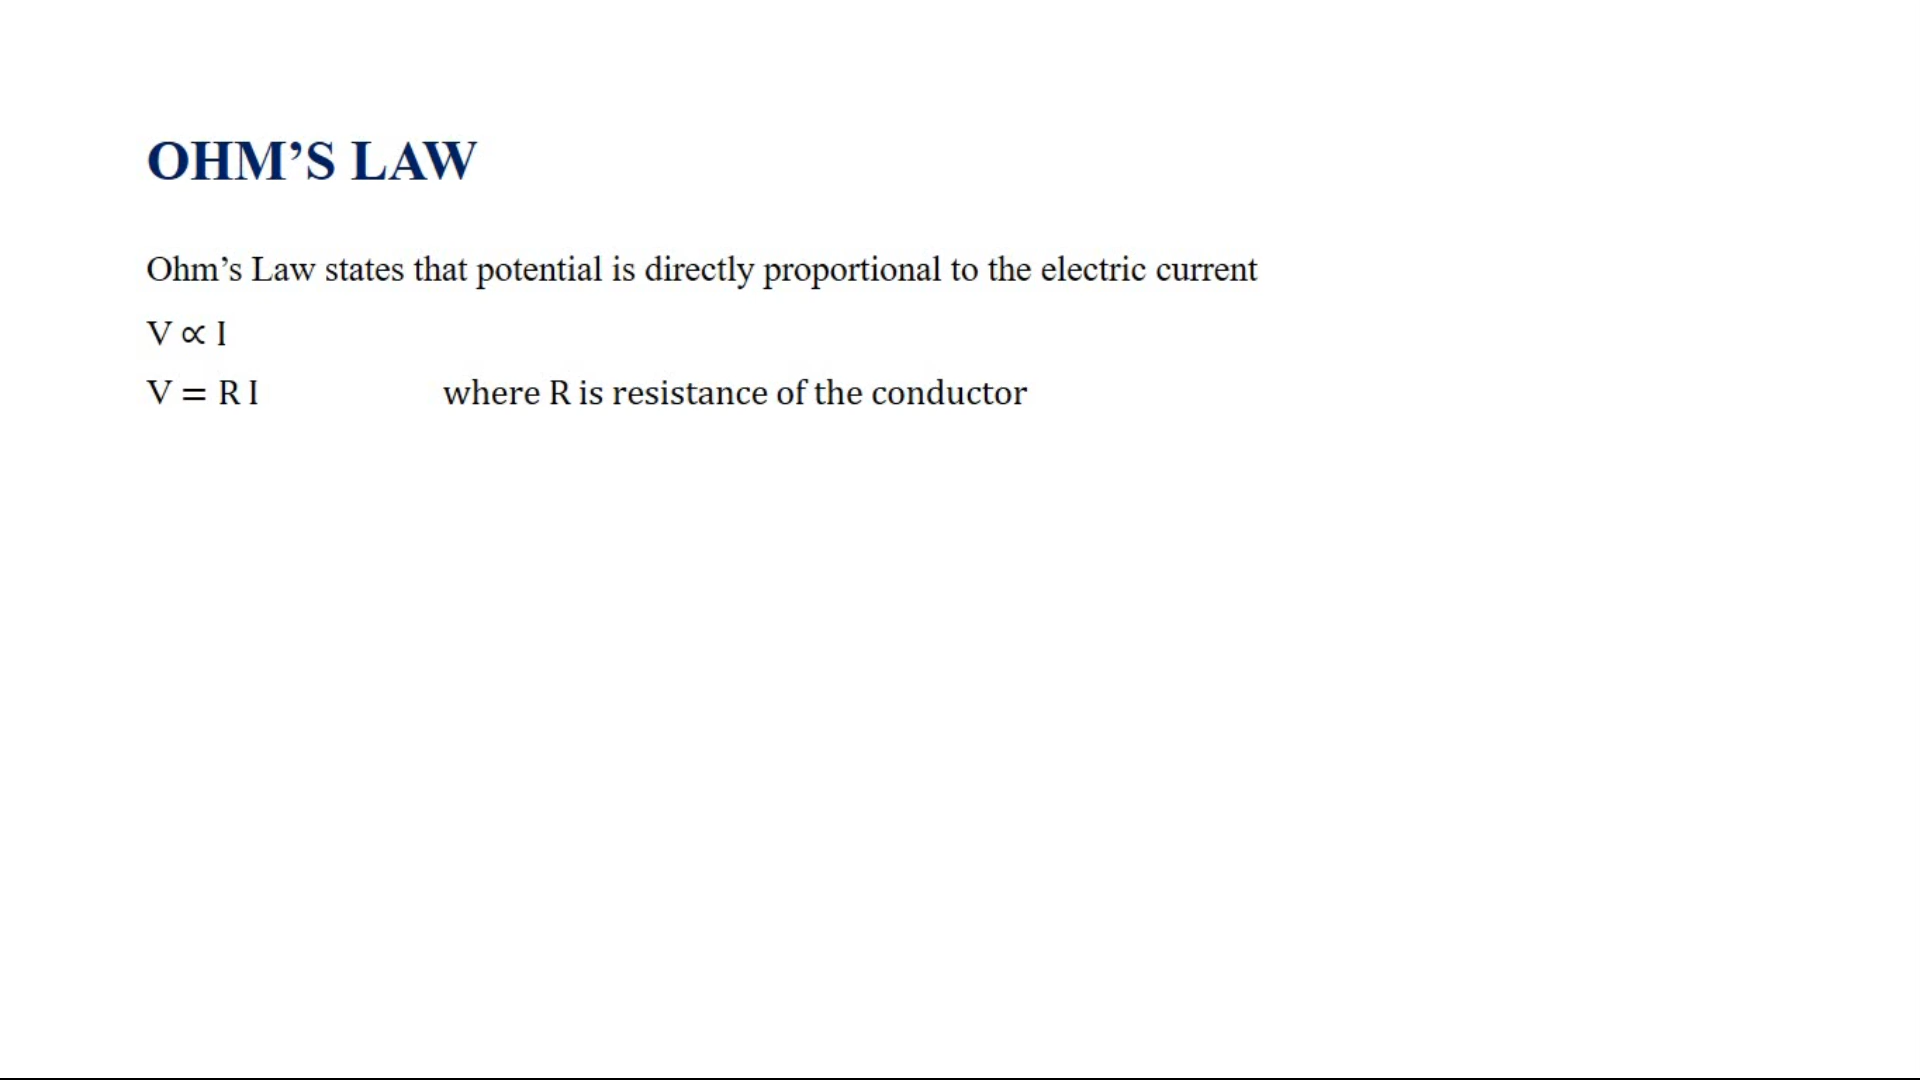 OHM’S LAW
Ohm’s Law states that potential is directly proportional to the electric current
V ∝ I
V = R I where R is resistance of the conductor